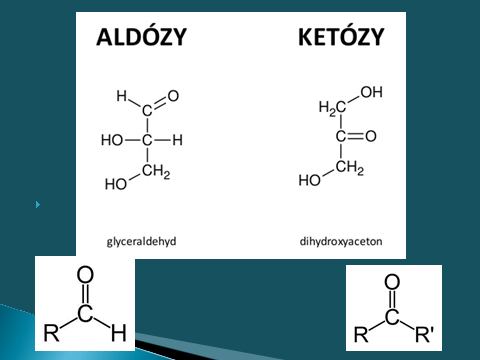 ALDÓZY
KETÓZY
H
O
C
HO
C
H
HO
CH₂
OH
H₂C
C
O
HO
CH₂
glyceraldehyd
dihydroxyaceton
O
C
R
H
O
C
R
R'